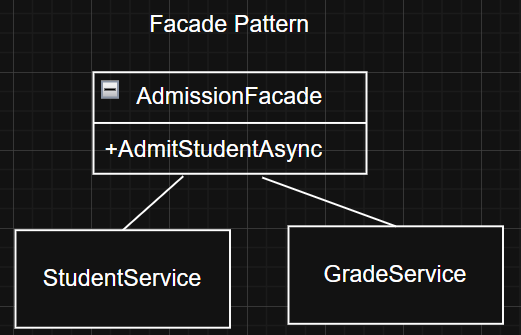 Facade Pattern
AdmissionFacade
+AdmitStudentAsync
StudentService
GradeService